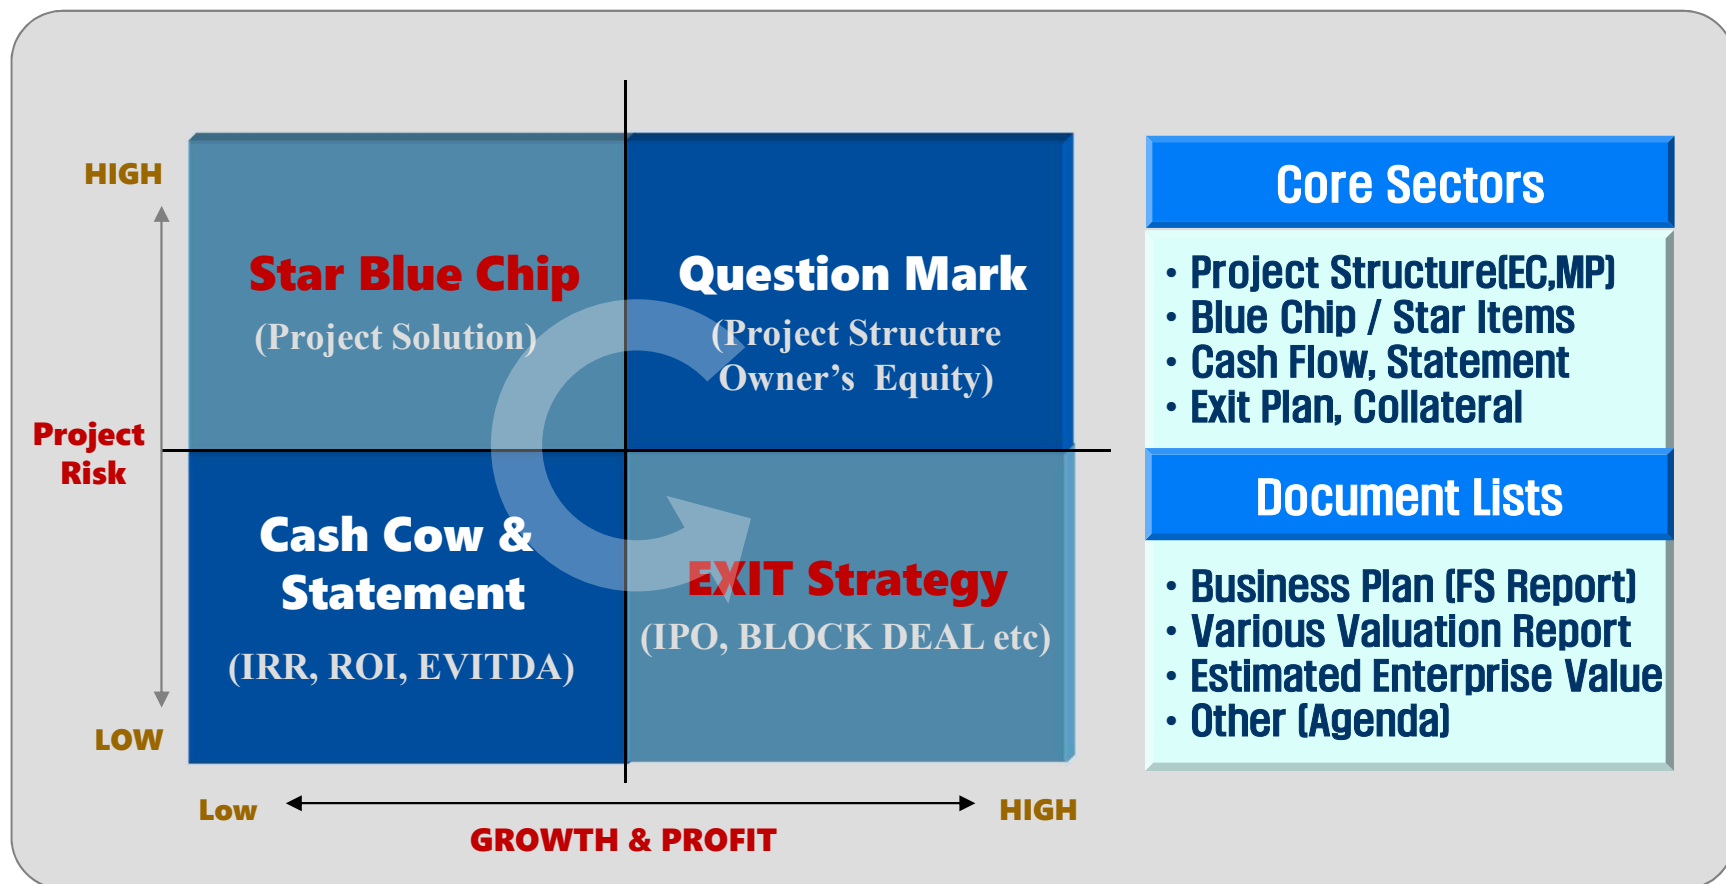 HIGH
Project
Risk
LOW
Star Blue Chip
(Project Solution)
Question Mark
(Project Structure
Owner’s Equity)
Cash Cow &
Statement
(IRR, ROI, EVITDA)
EXIT Strategy
(IPO, BLOCK DEAL etc)
Low
HIGH
GROWTH & PROFIT
Core Sectors
• Project Structure(EC,MP)
• Blue Chip / Star Items
• Cash Flow, Statement
• Exit Plan, Collateral
Document Lists
• Business Plan (FS Report)
• Various Valuation Report
• Estimated Enterprise Value
• Other (Agenda)